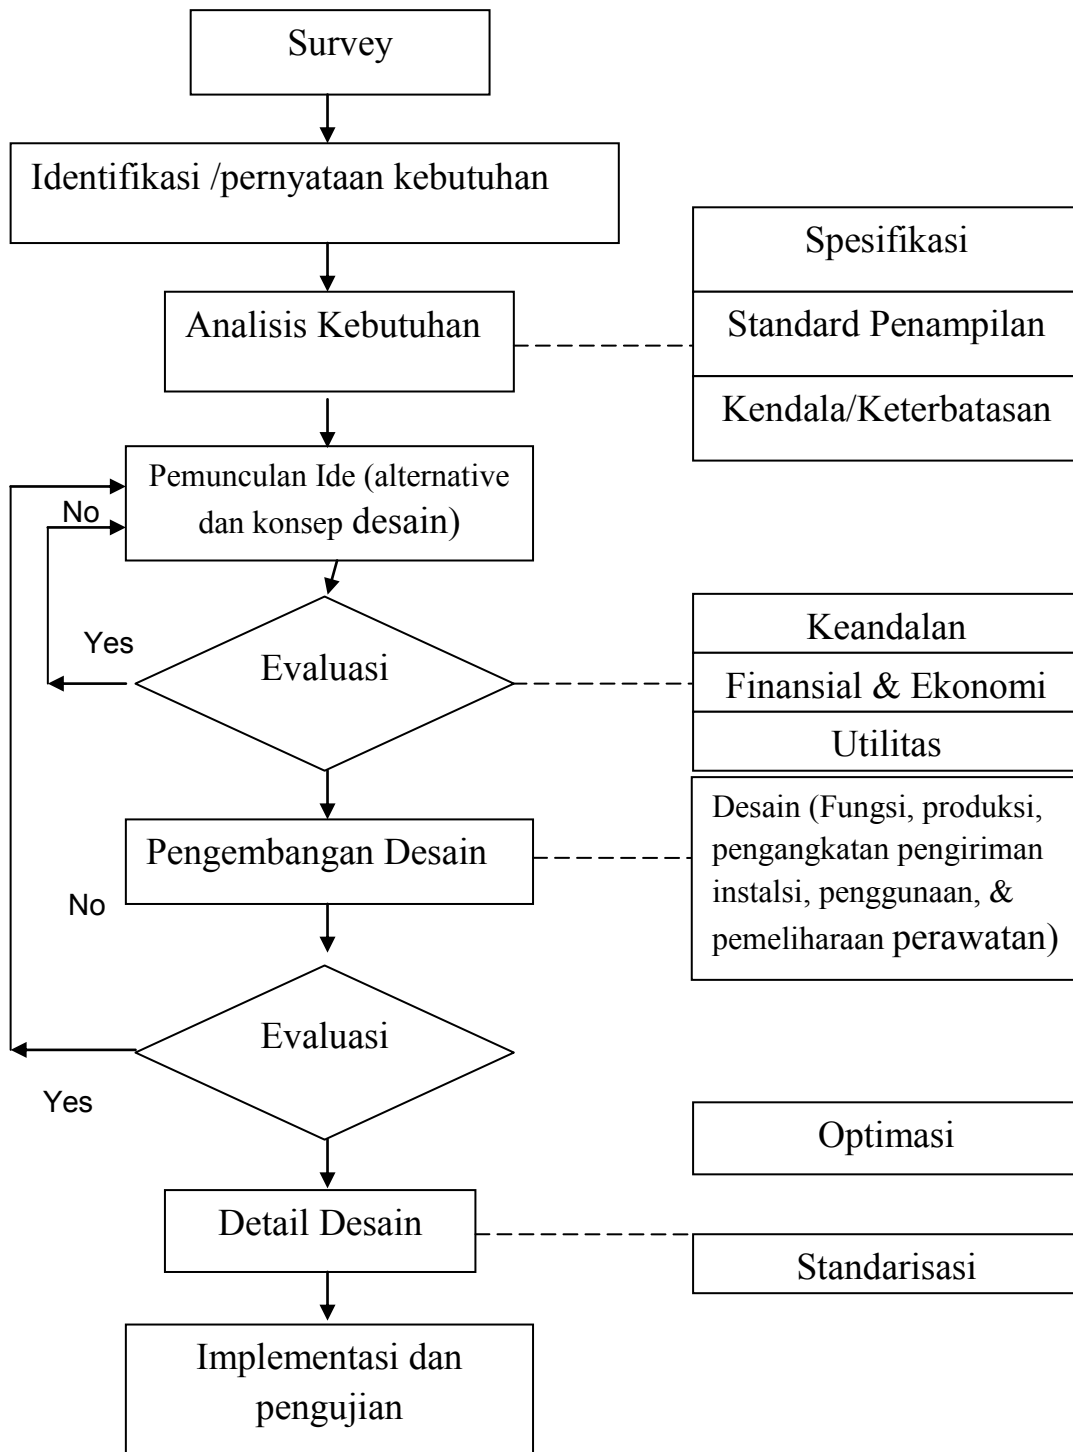 Survey
Identifikasi /pernyataan kebutuhan
Spesifikasi
Analisis Kebutuhan
Standard Penampilan
Kendala/Keterbatasan
Pemunculan Ide (alternative
dan konsep desain)
No
Yes
Evaluasi
Keandalan
Finansial & Ekonomi
Utilitas
Pengembangan Desain
Desain (Fungsi, produksi,
pengangkatan pengiriman
instalsi, penggunaan, &
pemeliharaan perawatan)
No
Evaluasi
Yes
Optimasi
Detail Desain
Standarisasi
Implementasi dan
pengujian